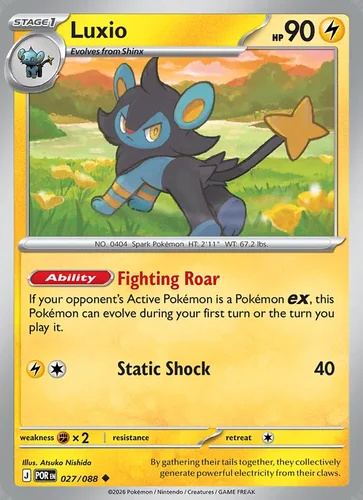 STAGE1 Luxio HP 90
Evolves from Shinx
NO. 0404 Spark Pokémon HT: 2'11" WT: 67.2 lbs.
Ability Fighting Roar
If your opponent's Active Pokémon is a Pokémon ex, this
Pokémon can evolve during your first turn or the turn you
play it.
Static Shock 40
weakness ×2 resistance retreat
Illus. Atsuko Nishida
J POR EN 027/088
By gathering their tails together, they collectively
generate powerful electricity from their claws.
©2026 Pokémon / Nintendo / Creatures / GAME FREAK